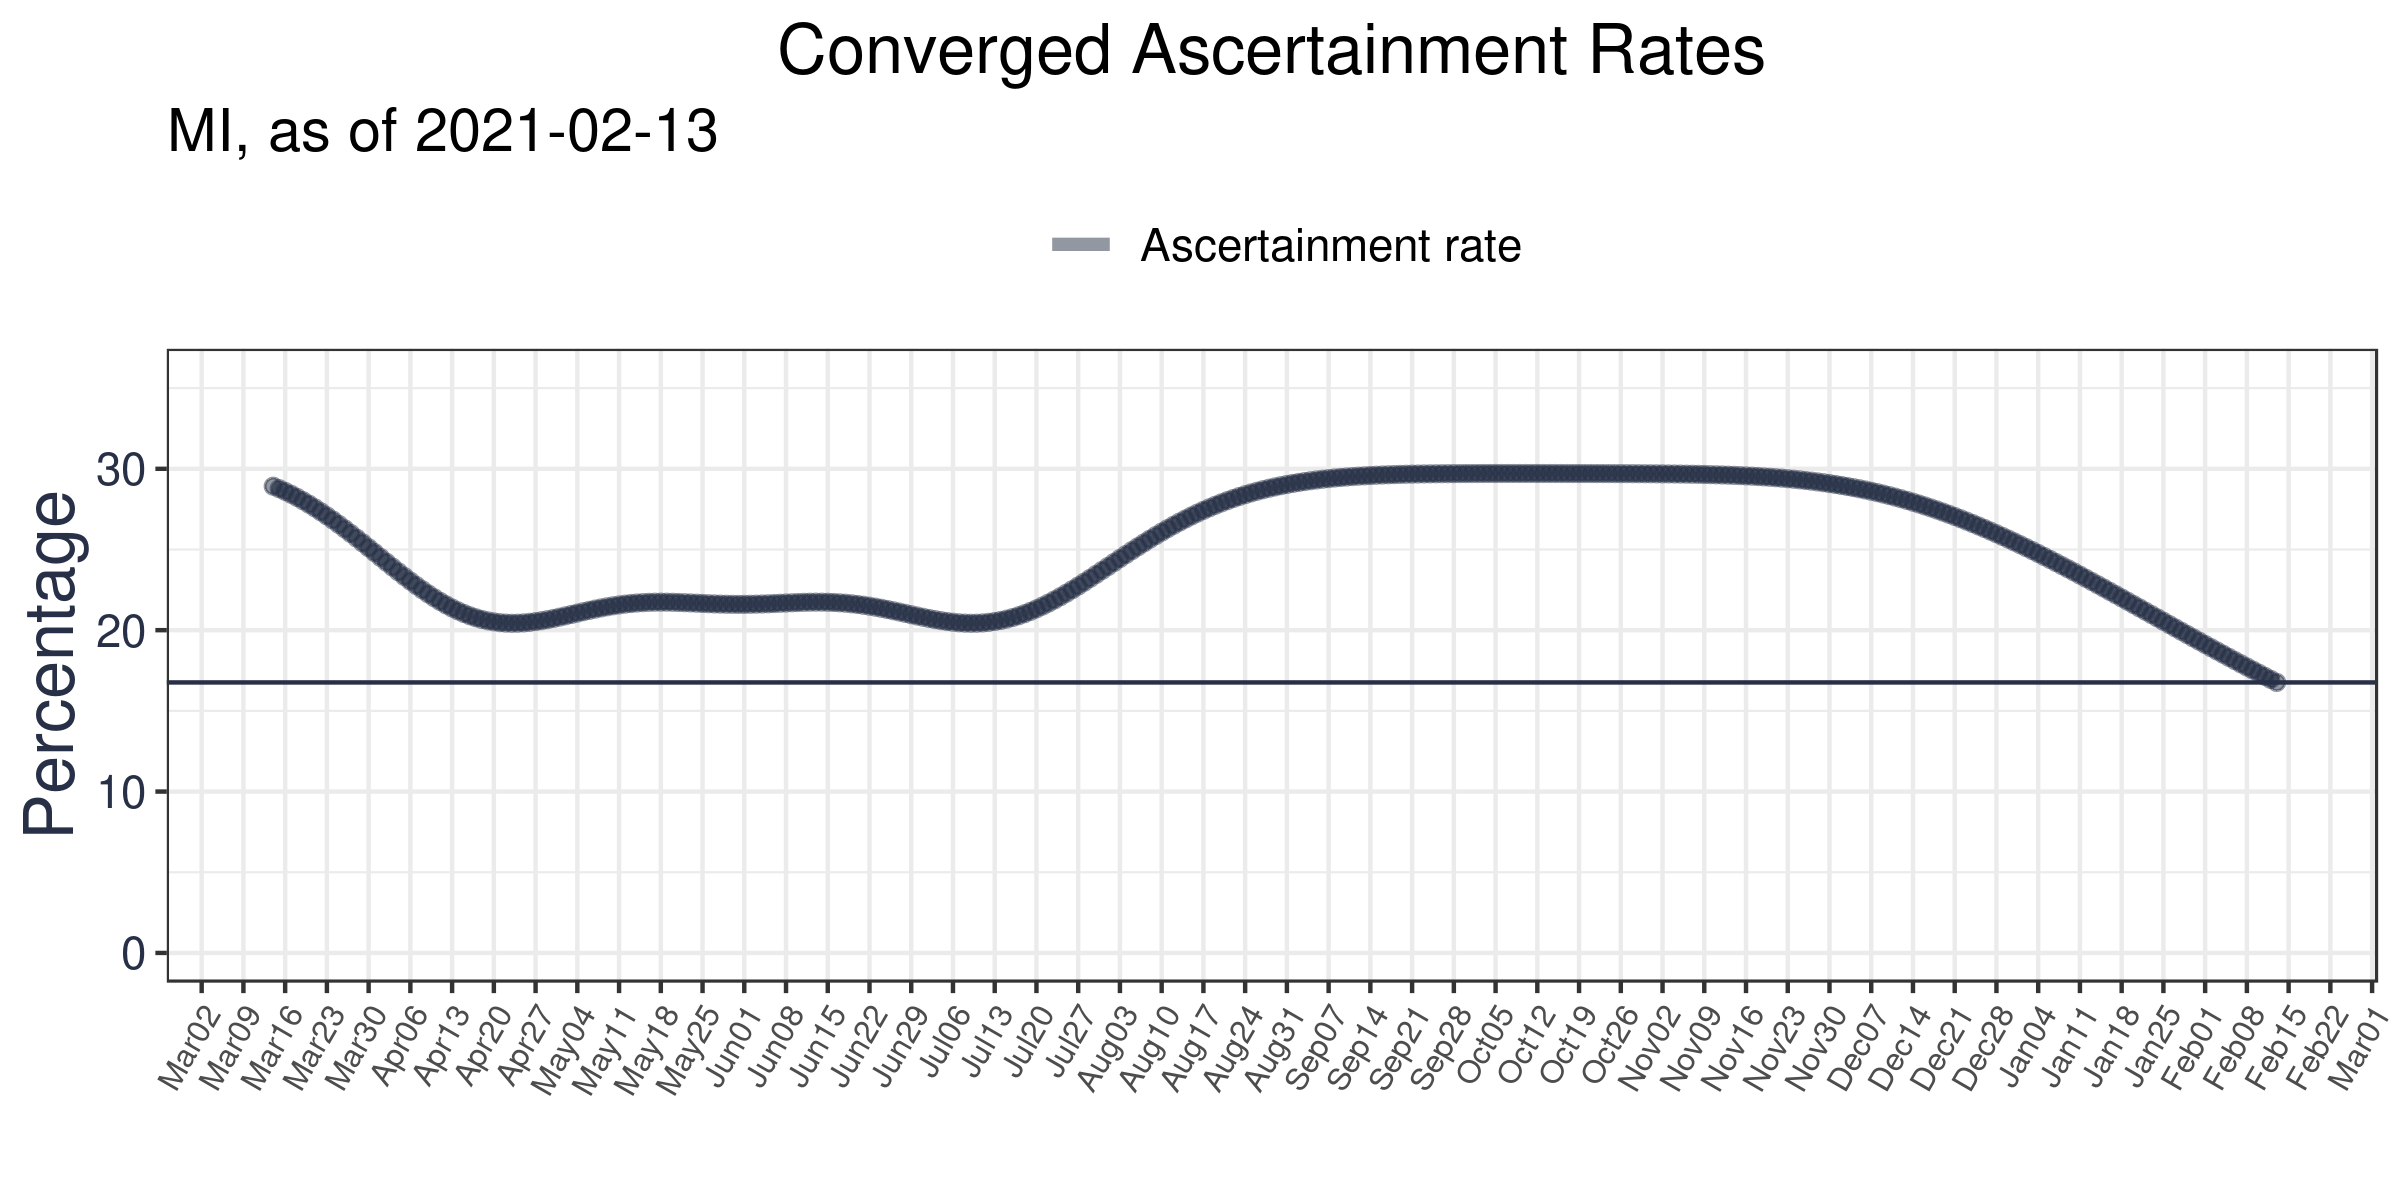 Converged Ascertainment Rates
MI, as of 2021-02-13
Ascertainment rate
Percentage
30
20
10
0
Mar02 Mar09 Mar16 Mar23 Mar30 Apr06 Apr13 Apr20 Apr27 May04 May11 May18 May25 Jun01 Jun08 Jun15 Jun22 Jun29 Jul06 Jul13 Jul20 Jul27 Aug03 Aug10 Aug17 Aug24 Aug31 Sep07 Sep14 Sep21 Sep28 Oct05 Oct12 Oct19 Oct26 Nov02 Nov09 Nov16 Nov23 Nov30 Dec07 Dec14 Dec21 Dec28 Jan04 Jan11 Jan18 Jan25 Feb01 Feb08 Feb15 Feb22 Mar01